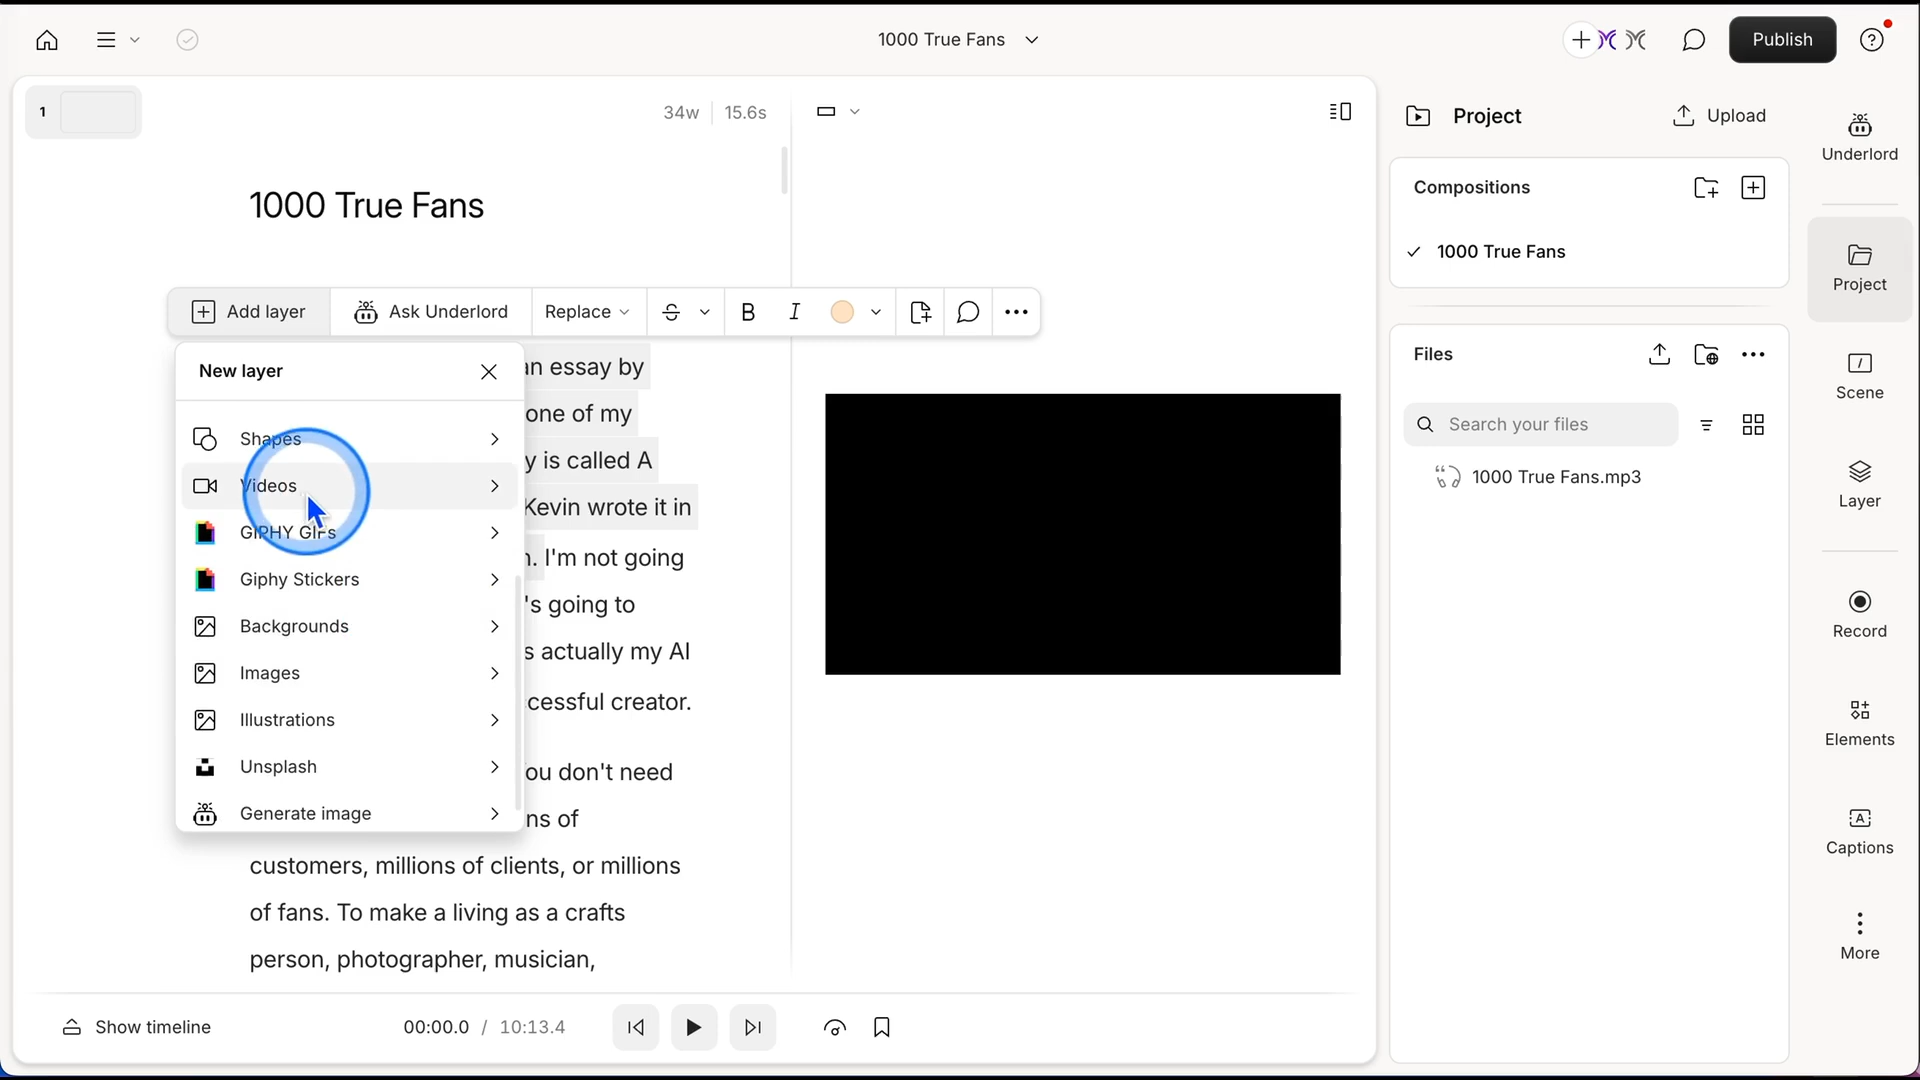 1000 True Fans
Publish
1
34w
15.6s
1000 True Fans
Add layer
Ask Underlord
Replace
B
I
New layer
Shapes
Videos
GIPHY GIFs
Giphy Stickers
Backgrounds
Images
Illustrations
Unsplash
Generate image
an essay by
one of my
y is called A
Kevin wrote it in
I'm not going
's going to
s actually my AI
cessful creator.
ou don't need
ns of
customers, millions of clients, or millions
of fans. To make a living as a crafts
person, photographer, musician,
Show timeline
00:00.0 / 10:13.4
Project
Upload
Compositions
1000 True Fans
Files
Search your files
1000 True Fans.mp3
Underlord
Project
Scene
Layer
Record
Elements
Captions
More